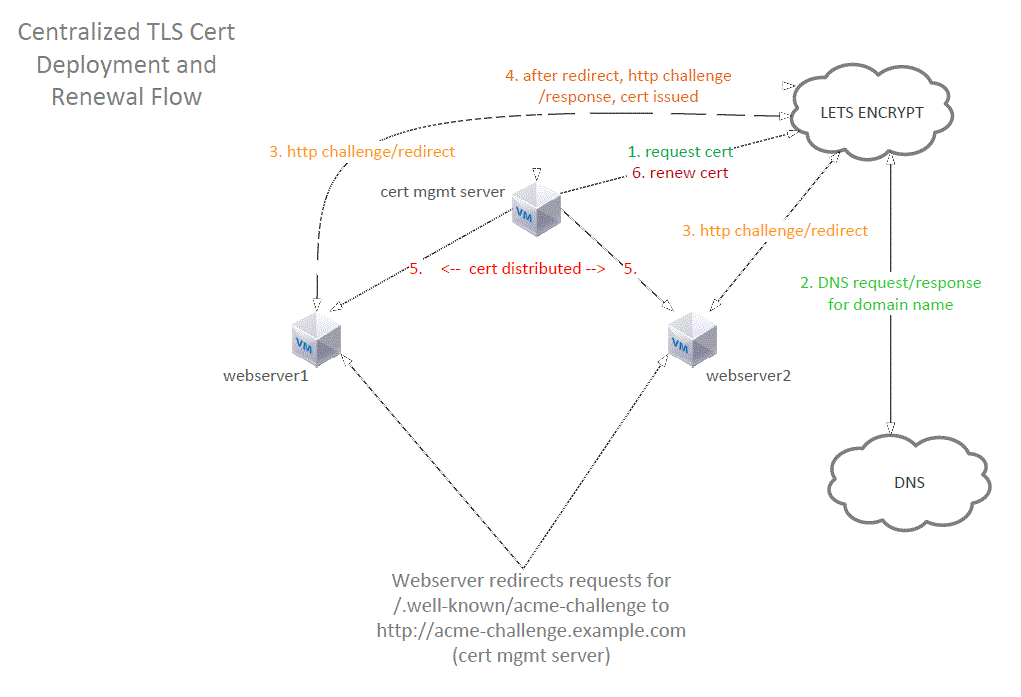 Centralized TLS Cert
Deployment and
Renewal Flow
4. after redirect, http challenge
/response, cert issued
LETS ENCRYPT
3. http challenge/redirect
1. request cert
6. renew cert
cert mgmt server
VM
3. http challenge/redirect
5. <-- cert distributed --> 5.
2. DNS request/response
for domain name
VM
VM
webserver1
webserver2
DNS
Webserver redirects requests for
/.well-known/acme-challenge to
http://acme-challenge.example.com
(cert mgmt server)